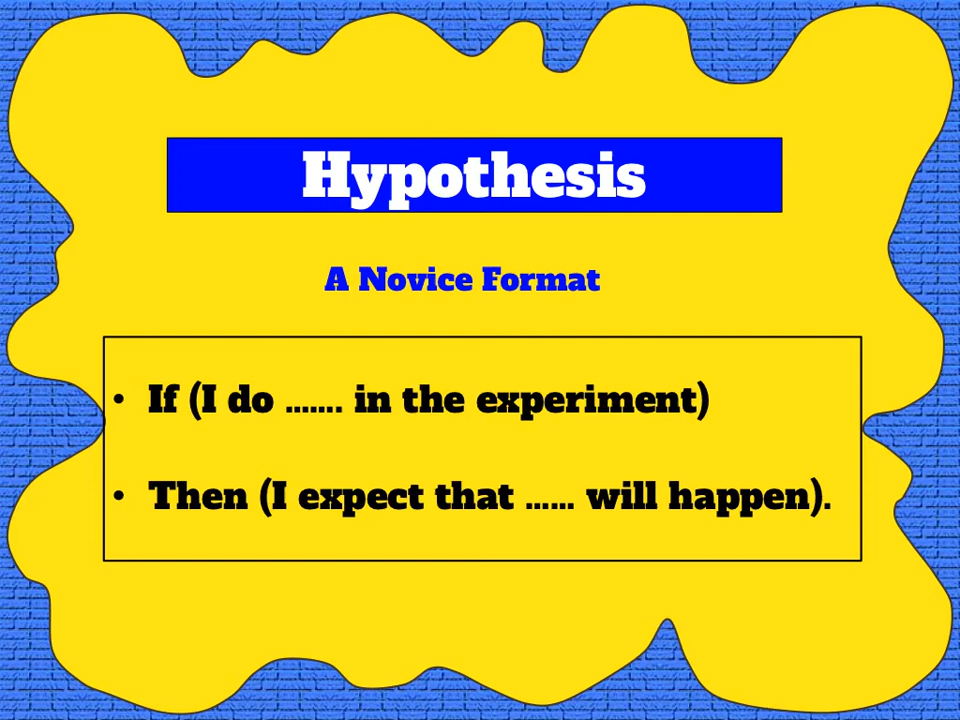 Hypothesis
A Novice Format
• If (I do ....... in the experiment)
• Then (I expect that ...... will happen).